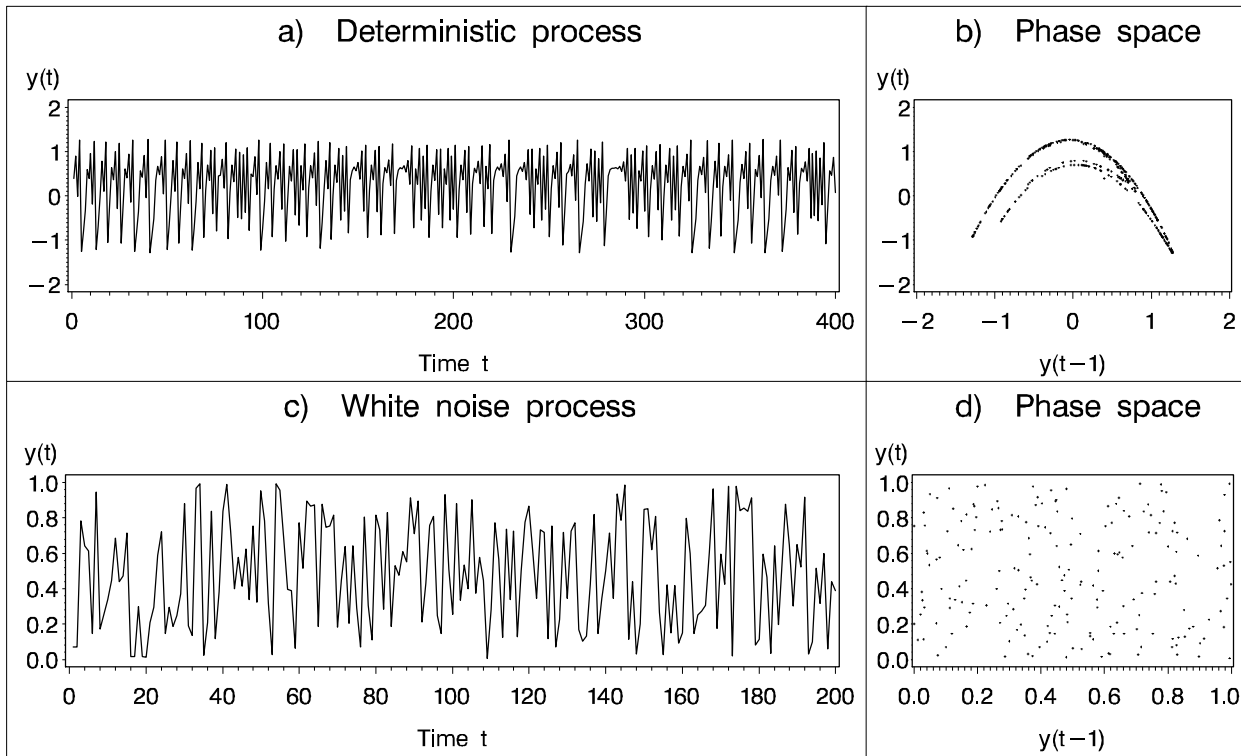 a) Deterministic process
y(t)
2
1
0
−1
−2
0 100 200 300 400
Time t
b) Phase space
y(t)
2
1
0
−1
−2
−2 −1 0 1 2
y(t−1)
c) White noise process
y(t)
1.0
0.8
0.6
0.4
0.2
0.0
0 20 40 60 80 100 120 140 160 180 200
Time t
d) Phase space
y(t)
1.0
0.8
0.6
0.4
0.2
0.0
0.0 0.2 0.4 0.6 0.8 1.0
y(t−1)